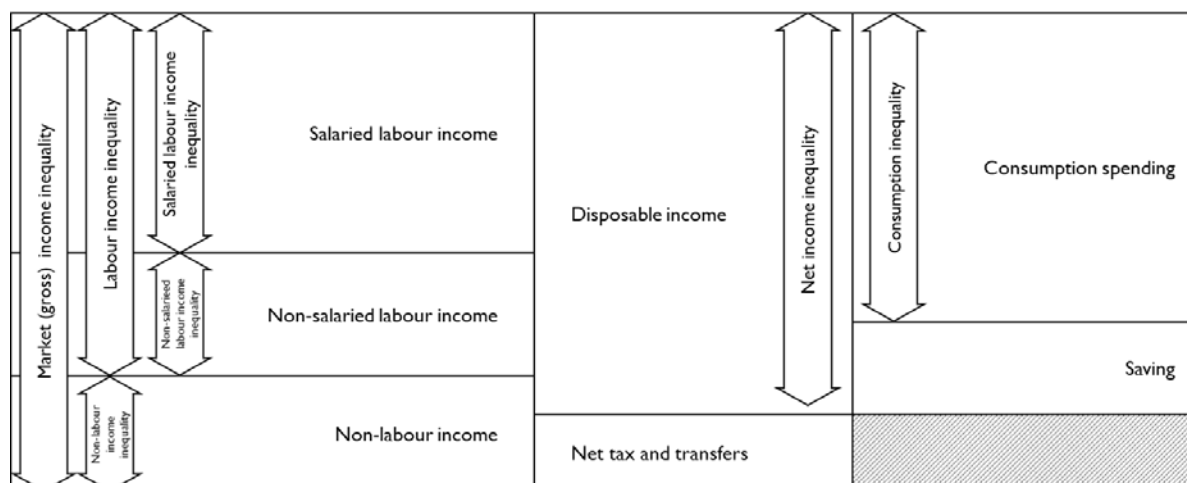 Market (gross) income inequality
Labour income inequality
Salaried labour income
inequality
Non-salarieed
labour income
inequality
Non-labour
income
inequality
Salaried labour income
Non-salaried labour income
Non-labour income
Disposable income
Net tax and transfers
Net income inequality
Consumption inequality
Consumption spending
Saving